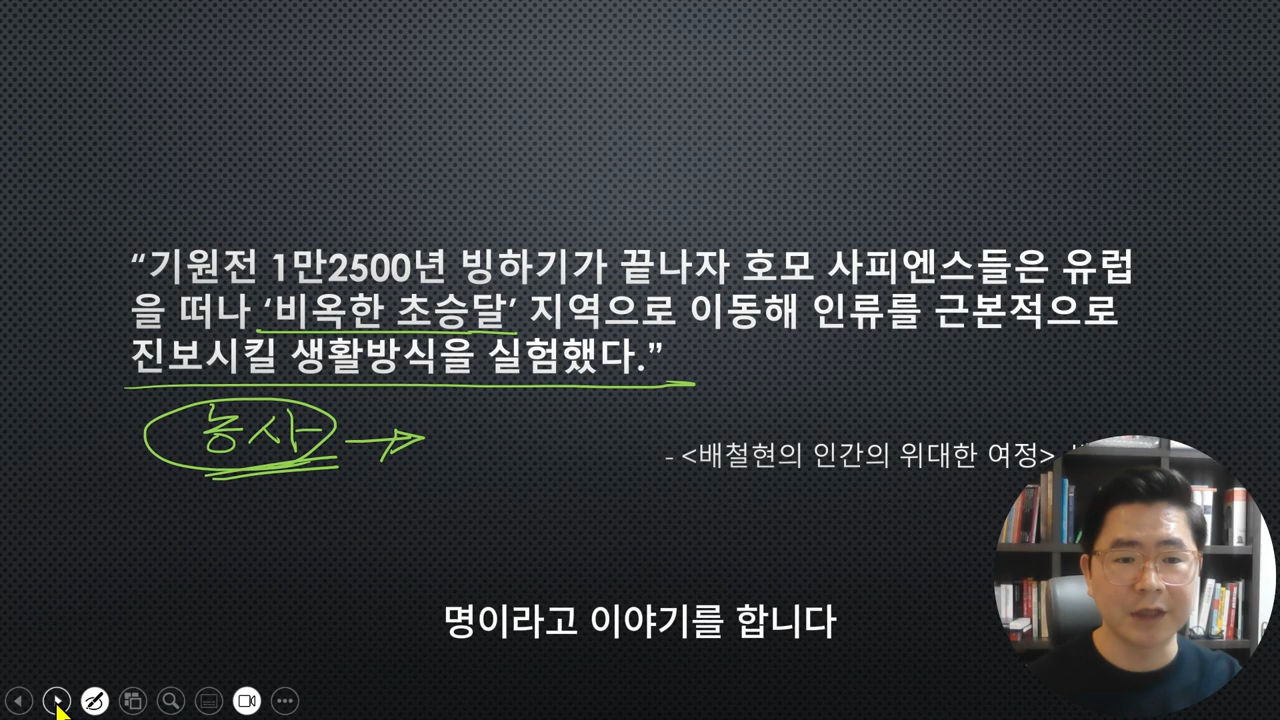 “기원전 1만2500년 빙하기가 끝나자 호모 사피엔스들은 유럽
을 떠나 ‘비옥한 초승달’ 지역으로 이동해 인류를 근본적으로
진보시킬 생활방식을 실험했다.”
농사
- <배철현의 인간의 위대한 여정>
명이라고 이야기를 합니다